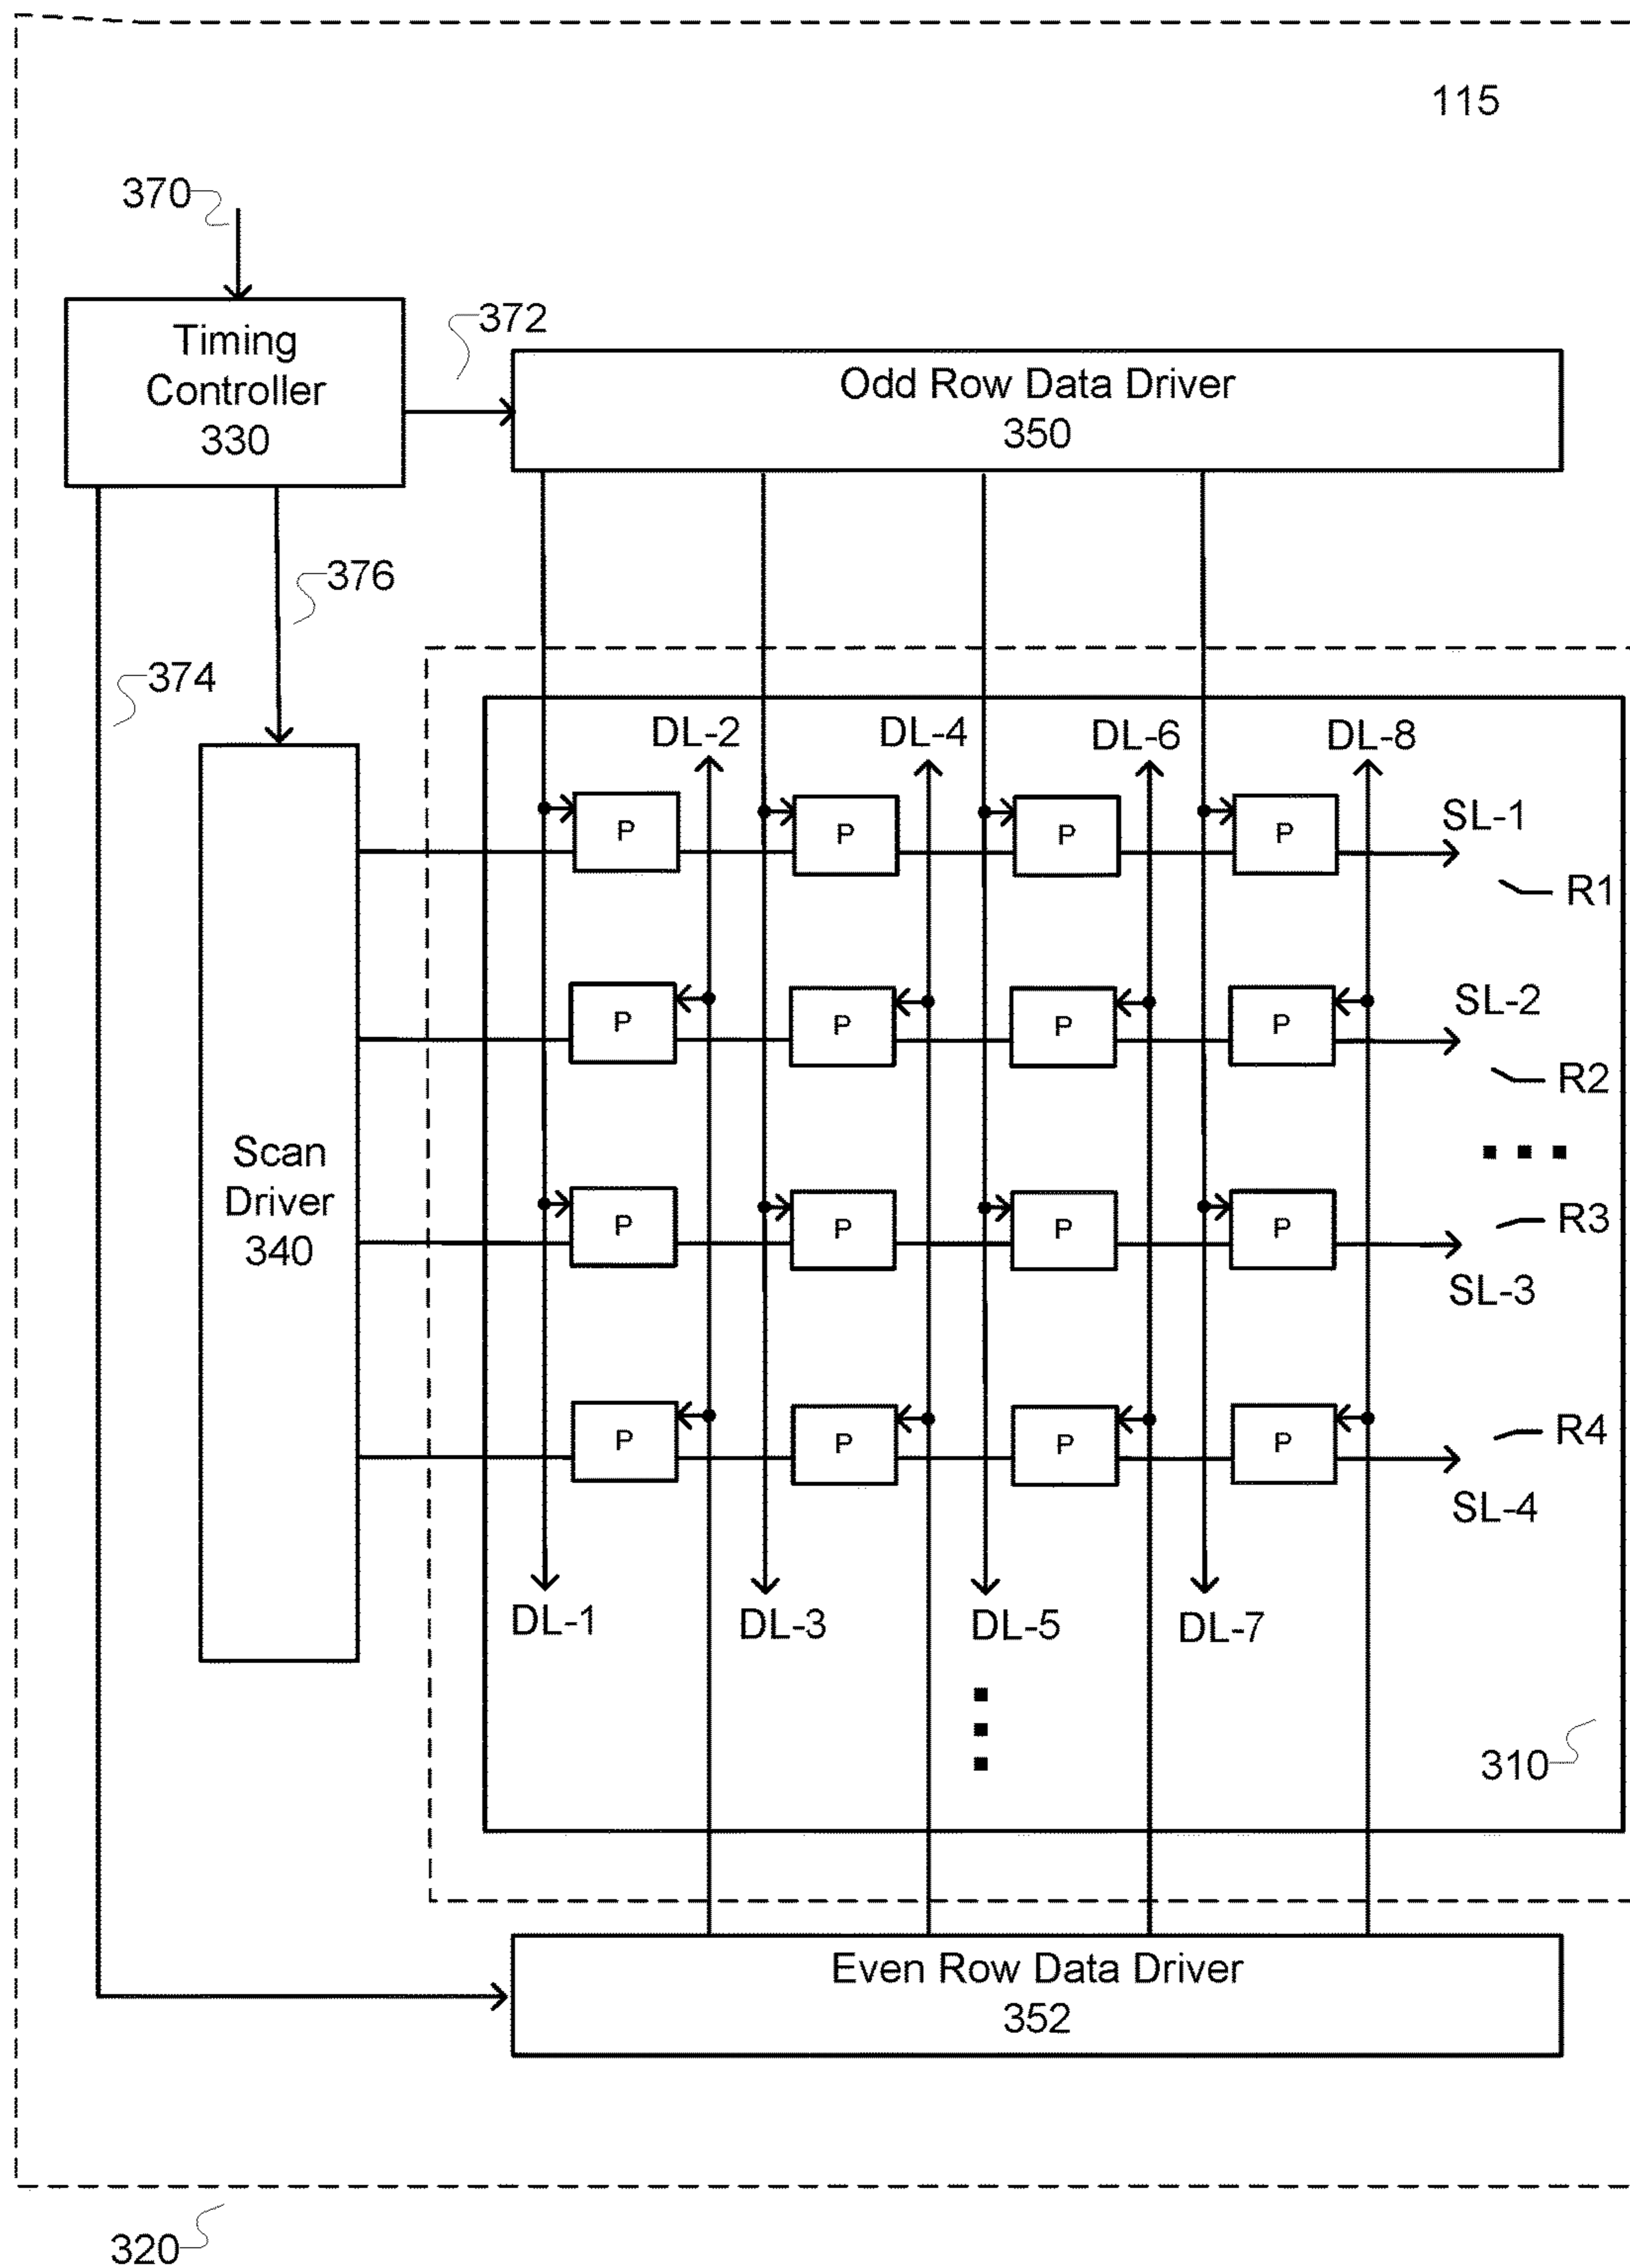 115
370
372
Timing
Controller
330
Odd Row Data Driver
350
376
374
DL-2
DL-4
DL-6
DL-8
P
P
P
P
SL-1
R1
P
P
P
P
SL-2
R2
Scan
Driver
340
P
P
P
P
R3
SL-3
P
P
P
P
R4
SL-4
DL-1
DL-3
DL-5
DL-7
310
Even Row Data Driver
352
320